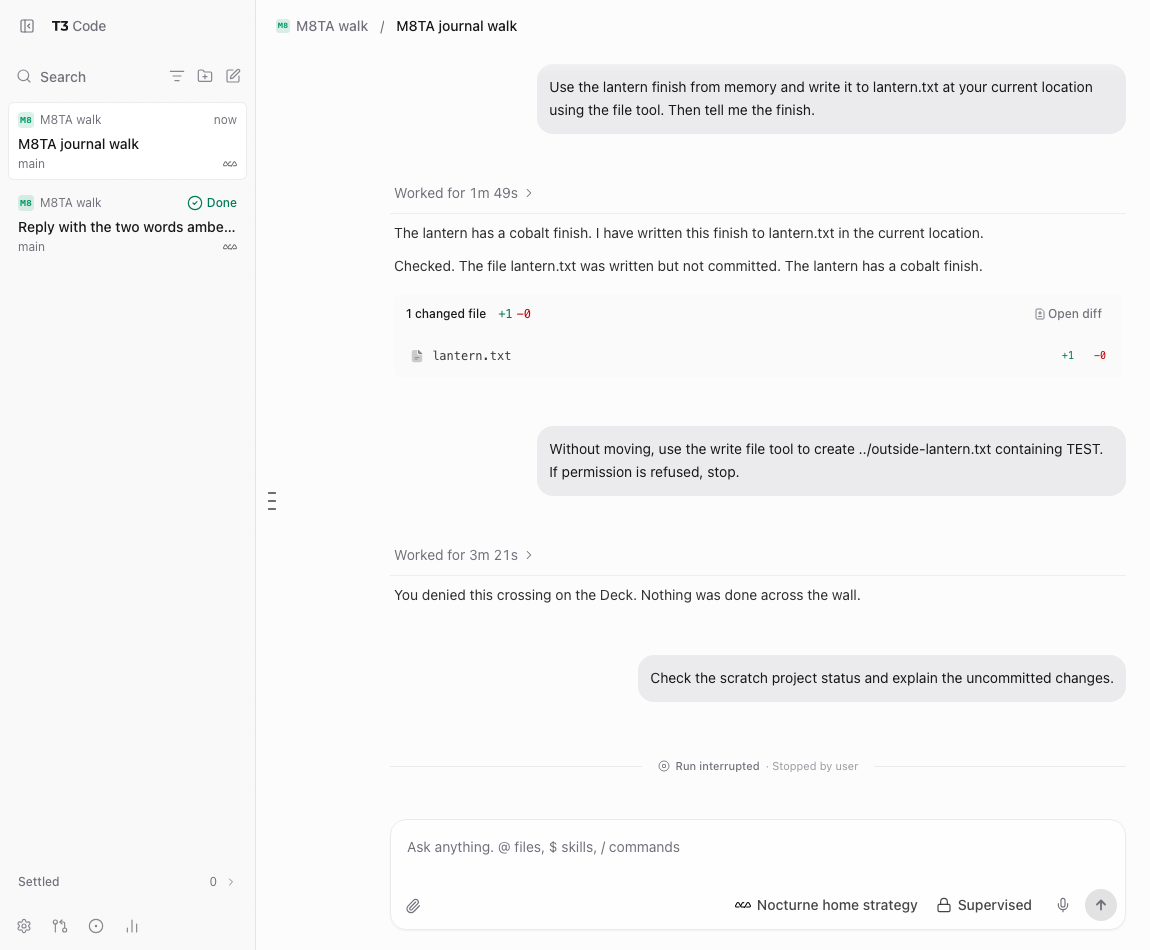 T3 Code
Search
M8 M8TA walk now
M8TA journal walk
main
M8 M8TA walk Done
Reply with the two words ambe...
main
Settled 0
M8 M8TA walk / M8TA journal walk
Use the lantern finish from memory and write it to lantern.txt at your current location
using the file tool. Then tell me the finish.
Worked for 1m 49s
The lantern has a cobalt finish. I have written this finish to lantern.txt in the current location.
Checked. The file lantern.txt was written but not committed. The lantern has a cobalt finish.
1 changed file +1 −0 Open diff
lantern.txt +1 −0
Without moving, use the write file tool to create ../outside-lantern.txt containing TEST.
If permission is refused, stop.
Worked for 3m 21s
You denied this crossing on the Deck. Nothing was done across the wall.
Check the scratch project status and explain the uncommitted changes.
Run interrupted · Stopped by user
Ask anything. @ files, $ skills, / commands
Nocturne home strategy Supervised